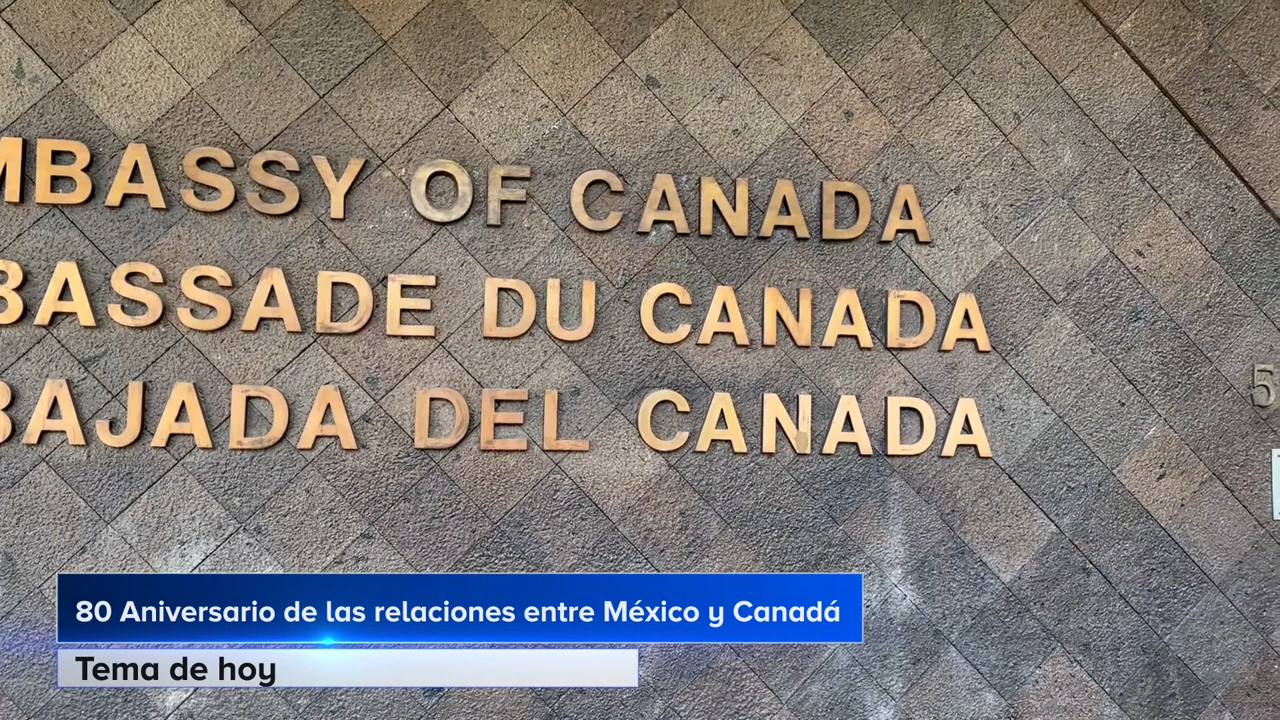 MBASSY OF CANADA
BASSADE DU CANADA
BAJADA DEL CANADA
5
80 Aniversario de las relaciones entre México y Canadá
Tema de hoy